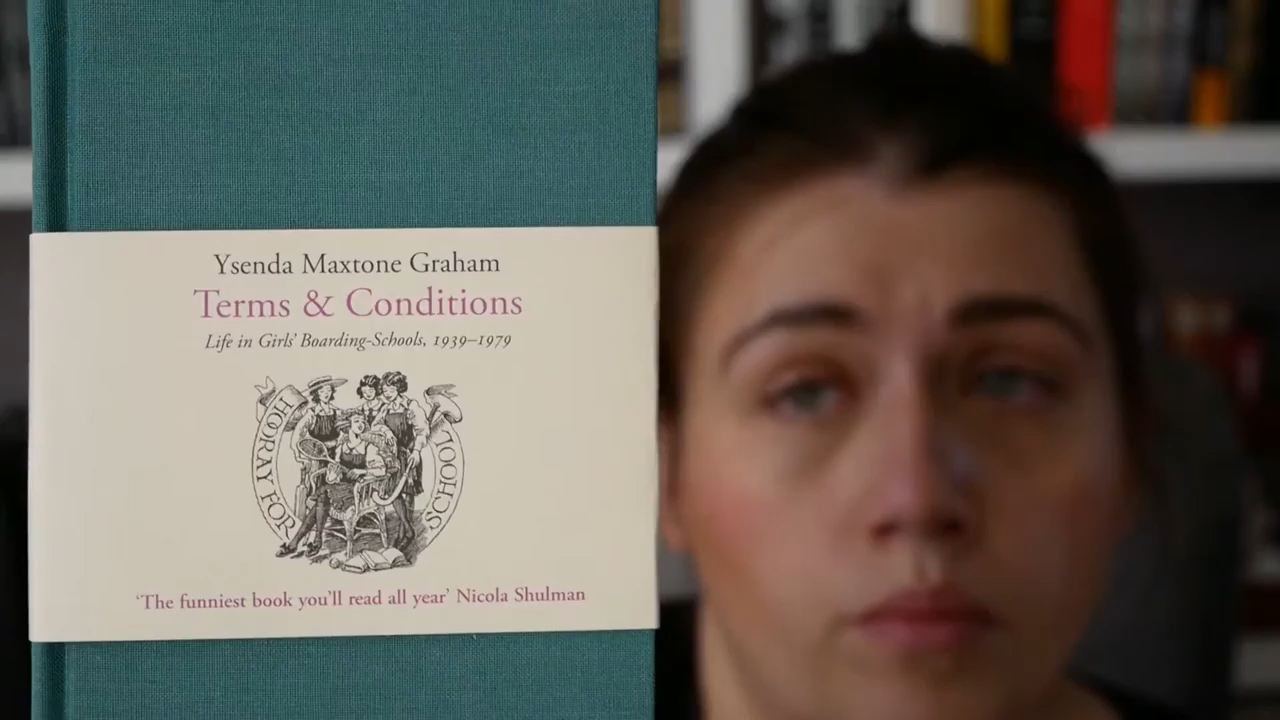 Ysenda Maxtone Graham
Terms & Conditions
Life in Girls' Boarding-Schools, 1939–1979
HOORAY FOR SCHOOL
'The funniest book you'll read all year' Nicola Shulman